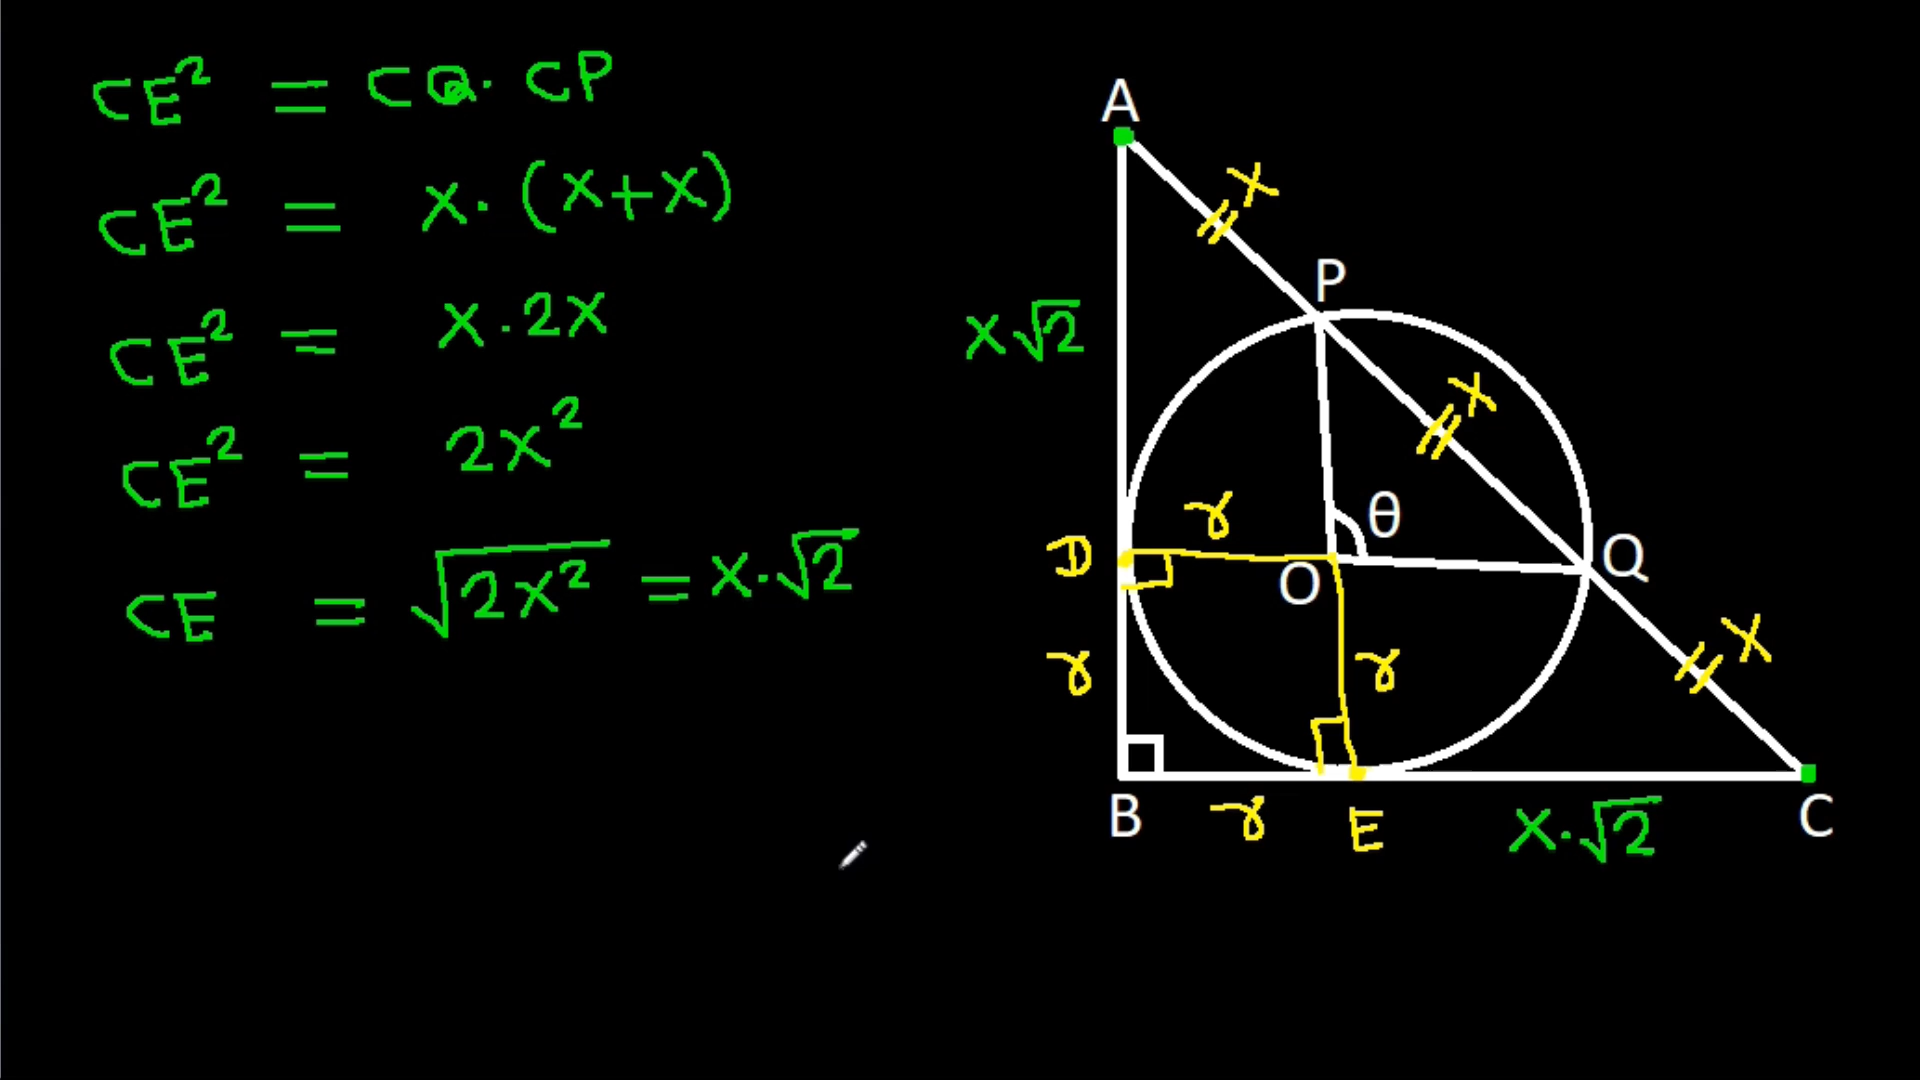 CE² = CQ · CP
CE² = x · (x+x)
CE² = x · 2x
CE² = 2x²
CE = √2x² = x · √2
A
x
P
x√2
x
r
θ
D
O
Q
x
r
r
B
r
E
x · √2
C